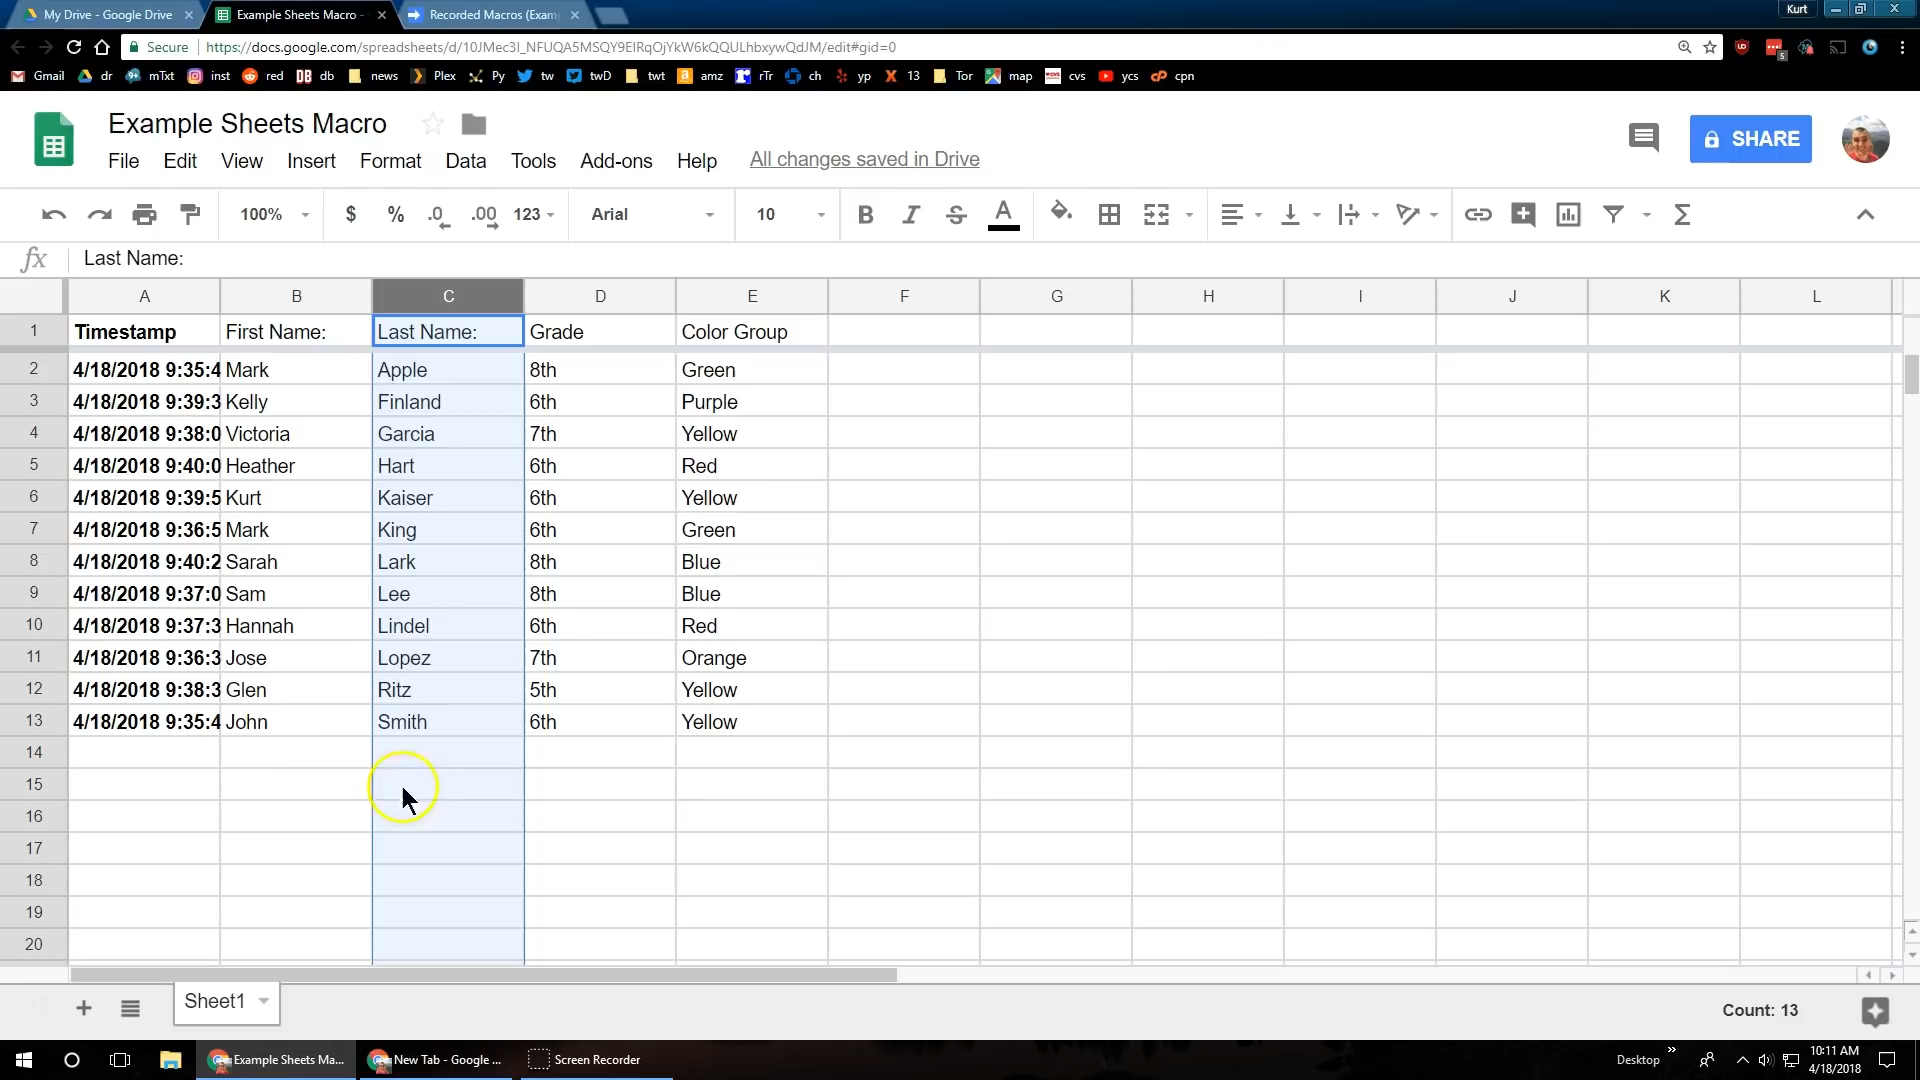 My Drive - Google Drive
Example Sheets Macro -
Recorded Macros (Exam
Kurt
Secure
https://docs.google.com/spreadsheets/d/10JMec3I_NFUQA5MSQY9EIRqOjYkW6kQQULhbxywQdJM/edit#gid=0
Gmail dr mTxt inst red DB db news Plex Py tw twD twt amz rTr ch yp 13 Tor map cvs ycs cpn
Example Sheets Macro
SHARE
File Edit View Insert Format Data Tools Add-ons Help All changes saved in Drive
100% $ % .0 .00 123 Arial 10 B I S A
fx Last Name:
A B C D E F G H I J K L
1 Timestamp First Name: Last Name: Grade Color Group
2 4/18/2018 9:35:4 Mark Apple 8th Green
3 4/18/2018 9:39:3 Kelly Finland 6th Purple
4 4/18/2018 9:38:0 Victoria Garcia 7th Yellow
5 4/18/2018 9:40:0 Heather Hart 6th Red
6 4/18/2018 9:39:5 Kurt Kaiser 6th Yellow
7 4/18/2018 9:36:5 Mark King 6th Green
8 4/18/2018 9:40:2 Sarah Lark 8th Blue
9 4/18/2018 9:37:0 Sam Lee 8th Blue
10 4/18/2018 9:37:3 Hannah Lindel 6th Red
11 4/18/2018 9:36:3 Jose Lopez 7th Orange
12 4/18/2018 9:38:3 Glen Ritz 5th Yellow
13 4/18/2018 9:35:4 John Smith 6th Yellow
14
15
16
17
18
19
20
Sheet1
Count: 13
Example Sheets Ma...
New Tab - Google ...
Screen Recorder
Desktop
10:11 AM
4/18/2018